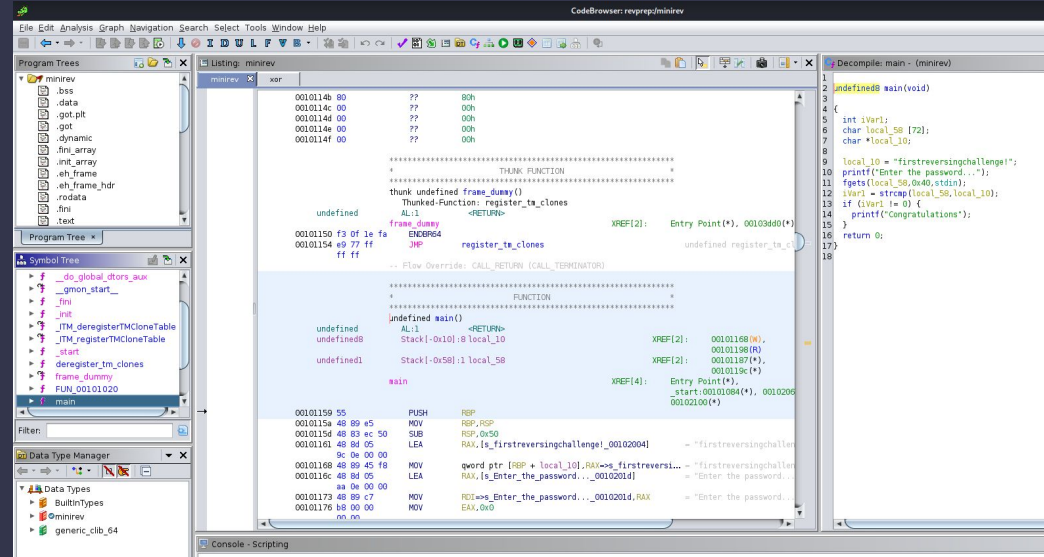 CodeBrowser: revprep:/minirev
File Edit Analysis Graph Navigation Search Select Tools Window Help
I D U L F V B
Program Trees
minirev
.bss
.data
.got.plt
.got
.dynamic
.fini_array
.init_array
.eh_frame
.eh_frame_hdr
.rodata
.fini
.text
Program Tree ×
Symbol Tree
f __do_global_dtors_aux
f __gmon_start__
f _fini
f _init
f _ITM_deregisterTMCloneTable
f _ITM_registerTMCloneTable
f _start
f deregister_tm_clones
f frame_dummy
f FUN_00101020
f main
Filter:
Data Type Manager
Data Types
BuiltInTypes
minirev
generic_clib_64
Listing: minirev
minirev × xor
0010114b 80 ?? 80h
0010114c 00 ?? 00h
0010114d 00 ?? 00h
0010114e 00 ?? 00h
0010114f 00 ?? 00h
* THUNK FUNCTION *
thunk undefined frame_dummy()
Thunked-Function: register_tm_clones
undefined AL:1 <RETURN>
frame_dummy XREF[2]: Entry Point(*), 00103dd0(*)
00101150 f3 0f 1e fa ENDBR64
00101154 e9 77 ff JMP register_tm_clones undefined register_tm_cl
ff ff
-- Flow Override: CALL_RETURN (CALL_TERMINATOR)
* FUNCTION *
undefined main()
undefined AL:1 <RETURN>
undefined8 Stack[-0x10]:8 local_10 XREF[2]: 00101168(W),
00101198(R)
undefined1 Stack[-0x58]:1 local_58 XREF[2]: 00101187(*),
0010119c(*)
main XREF[4]: Entry Point(*),
_start:00101084(*), 0010206
00102100(*)
00101159 55 PUSH RBP
0010115a 48 89 e5 MOV RBP,RSP
0010115d 48 83 ec 50 SUB RSP,0x50
00101161 48 8d 05 LEA RAX,[s_firstreversingchallenge!_00102004] = "firstreversingchallen
9c 0e 00 00
00101168 48 89 45 f8 MOV qword ptr [RBP + local_10],RAX=>s_firstreversi... = "firstreversingchallen
0010116c 48 8d 05 LEA RAX,[s_Enter_the_password..._0010201d] = "Enter the password...
aa 0e 00 00
00101173 48 89 c7 MOV RDI=>s_Enter_the_password..._0010201d,RAX = "Enter the password...
00101176 b8 00 00 MOV EAX,0x0
00 00
Console - Scripting
Decompile: main - (minirev)
1
2 undefined8 main(void)
3
4 {
5 int iVar1;
6 char local_58 [72];
7 char *local_10;
8
9 local_10 = "firstreversingchallenge!";
10 printf("Enter the password...");
11 fgets(local_58,0x40,stdin);
12 iVar1 = strcmp(local_58,local_10);
13 if (iVar1 != 0) {
14 printf("Congratulations");
15 }
16 return 0;
17 }
18